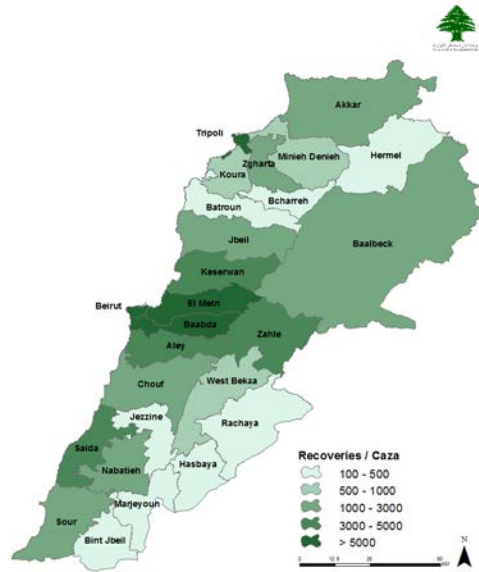 Akkar
Tripoli
Hermel
Zgharta
Minieh Denieh
Koura
Bcharreh
Batroun
Jbeil
Baalbeck
Keserwan
El Metn
Beirut
Baabda
Zahle
Aley
West Bekaa
Chouf
Jezzine
Rachaya
Saida
Hasbaya
Nabatieh
Marjeyoun
Sour
Bint Jbeil
Recoveries / Caza
100 - 500
500 - 1000
1000 - 3000
3000 - 5000
> 5000
N